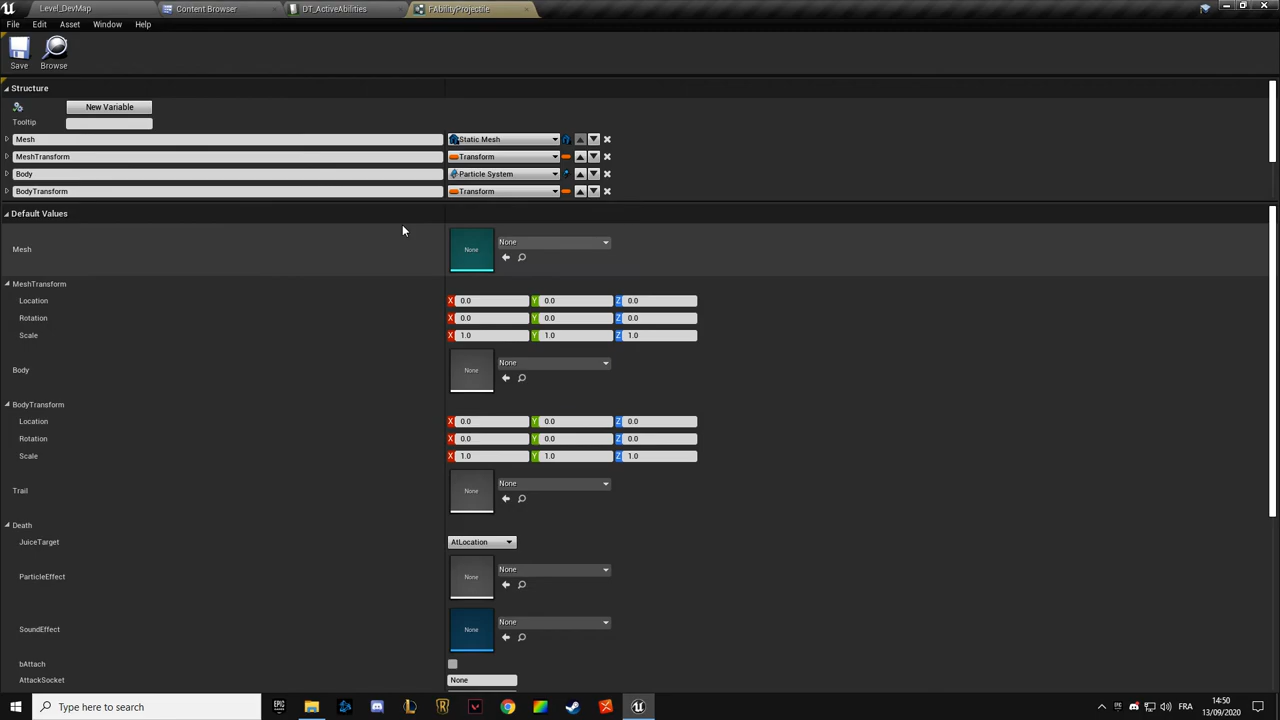 Level_DevMap Content Browser DT_ActiveAbilities FAbilityProjectile
File Edit Asset Window Help
Save Browse
Structure
New Variable
Tooltip
Mesh Static Mesh
MeshTransform Transform
Body Particle System
BodyTransform Transform
Default Values
Mesh None None
MeshTransform
Location X 0.0 Y 0.0 Z 0.0
Rotation X 0.0 Y 0.0 Z 0.0
Scale X 1.0 Y 1.0 Z 1.0
Body None None
BodyTransform
Location X 0.0 Y 0.0 Z 0.0
Rotation X 0.0 Y 0.0 Z 0.0
Scale X 1.0 Y 1.0 Z 1.0
Trail None None
Death
JuiceTarget AtLocation
ParticleEffect None None
SoundEffect None None
bAttach
AttackSocket None
Type here to search EPIC GAMES FRA 14:50
13/09/2020